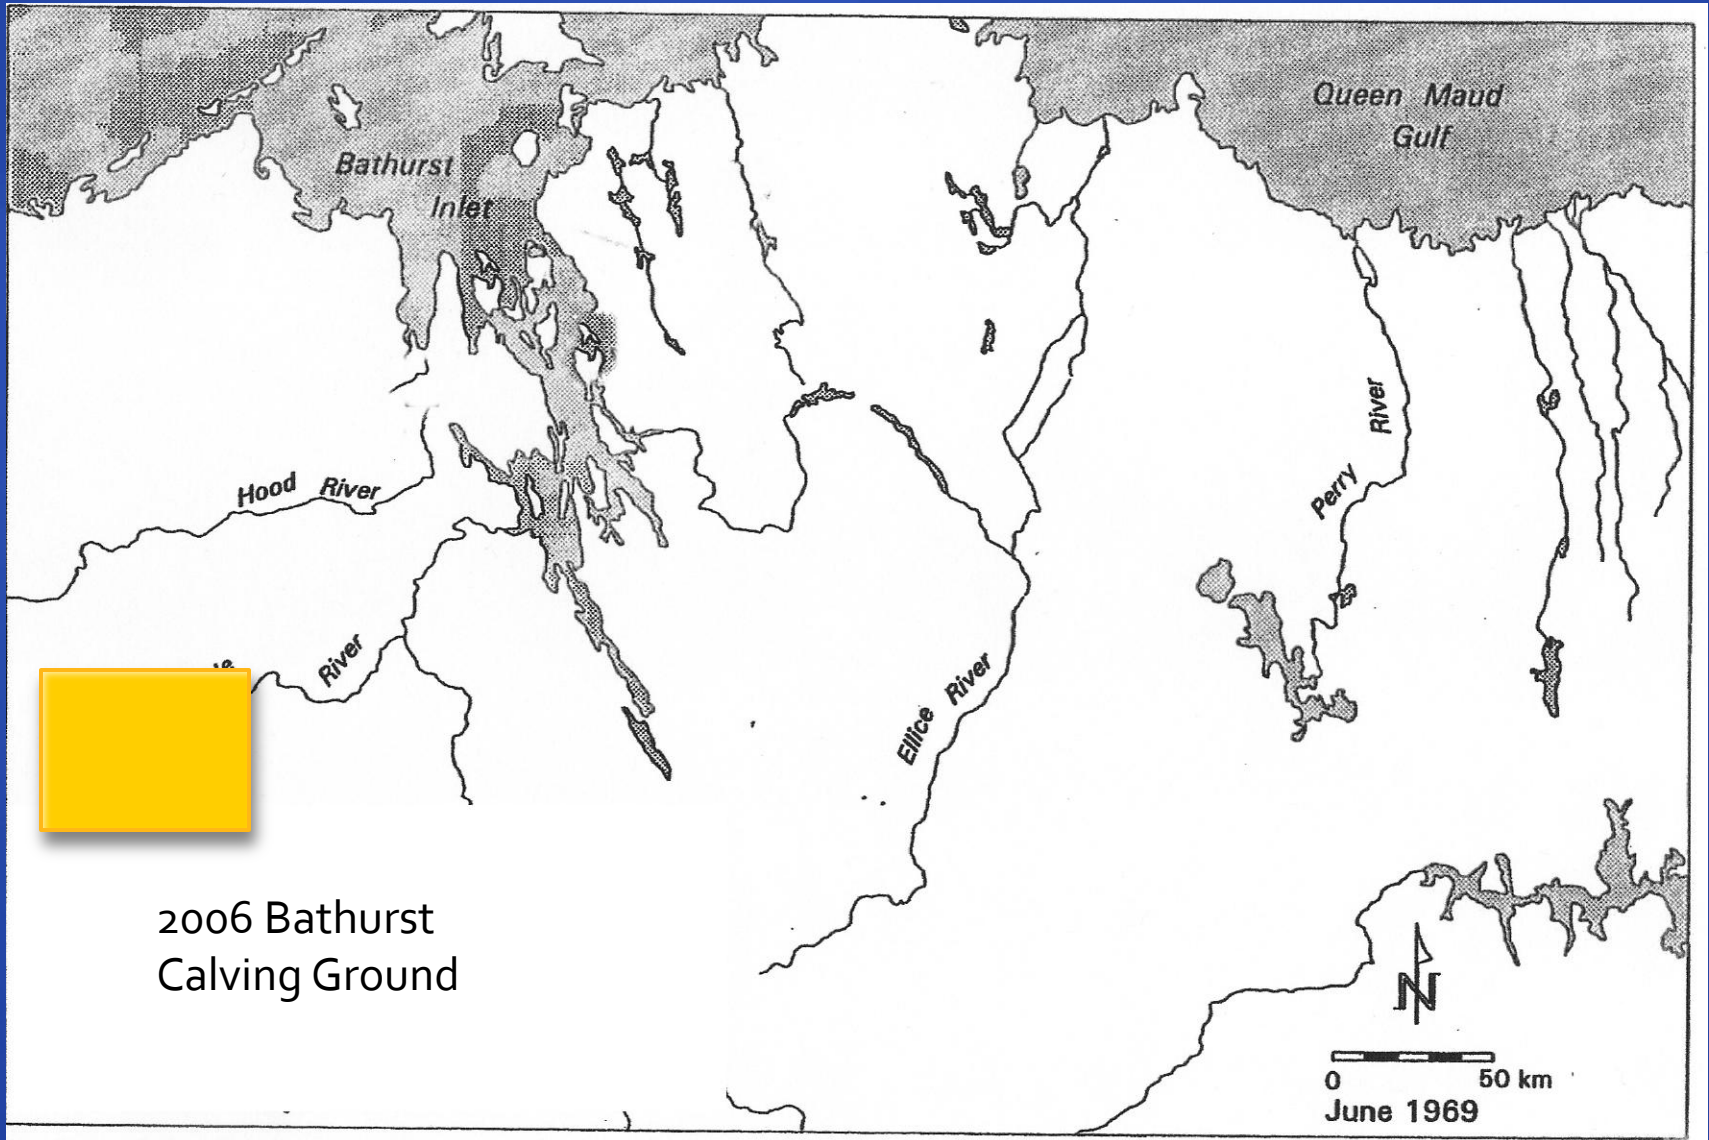 Queen Maud
Gulf
Bathurst
Inlet
River
Perry
Hood River
River
Ellice River
2006 Bathurst
Calving Ground
N
0 50 km
June 1969